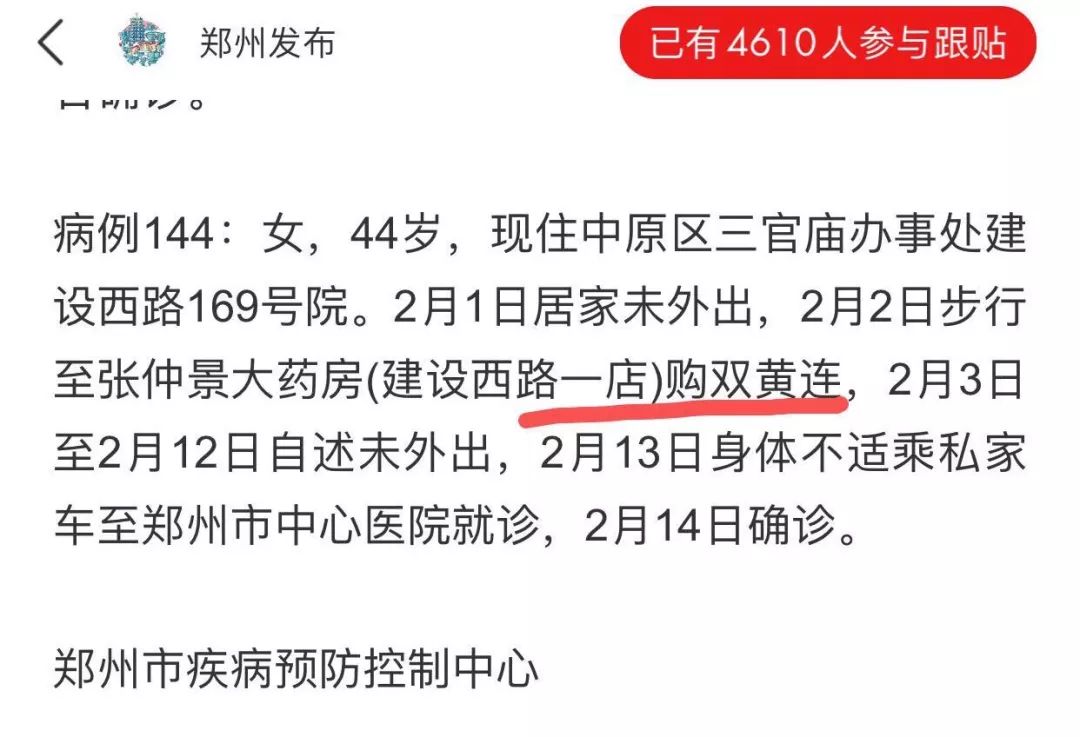 郑州发布
已有4610人参与跟贴
病例144：女，44岁，现住中原区三官庙办事处建
设西路169号院。2月1日居家未外出，2月2日步行
至张仲景大药房(建设西路一店)购双黄连，2月3日
至2月12日自述未外出，2月13日身体不适乘私家
车至郑州市中心医院就诊，2月14日确诊。
郑州市疾病预防控制中心